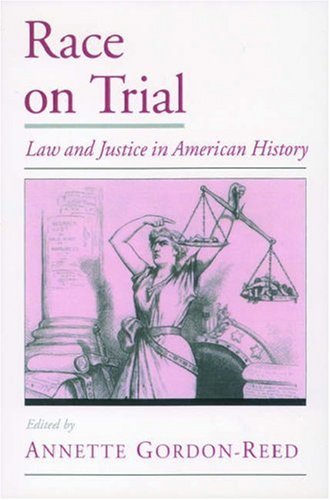 Race
on Trial
Law and Justice in American History
Edited by
ANNETTE GORDON-REED